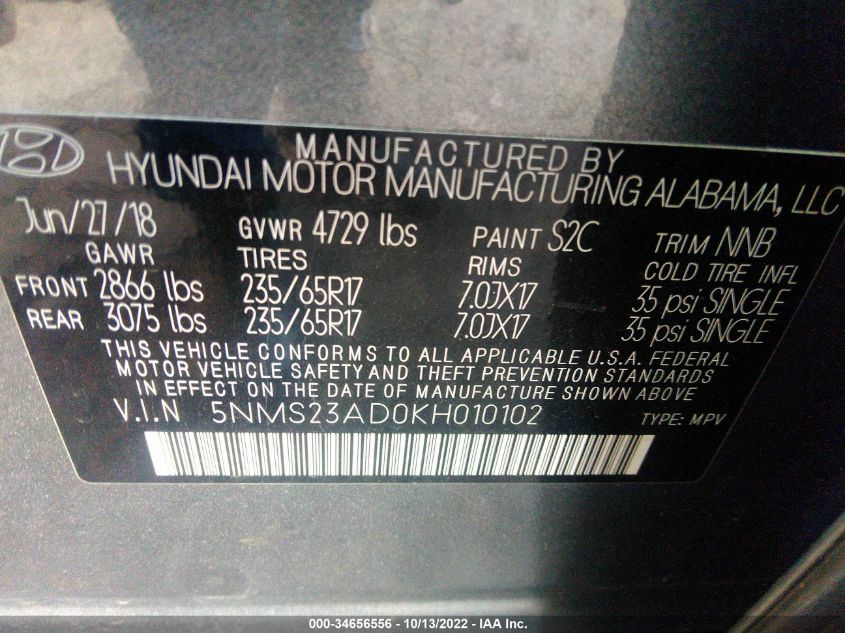 MANUFACTURED BY
HYUNDAI MOTOR MANUFACTURING ALABAMA, LLC
Jun/27/18 GVWR 4729 lbs PAINT S2C TRIM NNB
GAWR TIRES RIMS COLD TIRE INFL
FRONT 2866 lbs 235/65R17 7.0JX17 35 psi SINGLE
REAR 3075 lbs 235/65R17 7.0JX17 35 psi SINGLE
THIS VEHICLE CONFORMS TO ALL APPLICABLE U.S.A. FEDERAL
MOTOR VEHICLE SAFETY AND THEFT PREVENTION STANDARDS
IN EFFECT ON THE DATE OF MANUFACTURE SHOWN ABOVE.
V.I.N 5NMS23AD0KH010102 TYPE: MPV
000-34656556 - 10/13/2022 - IAA Inc.